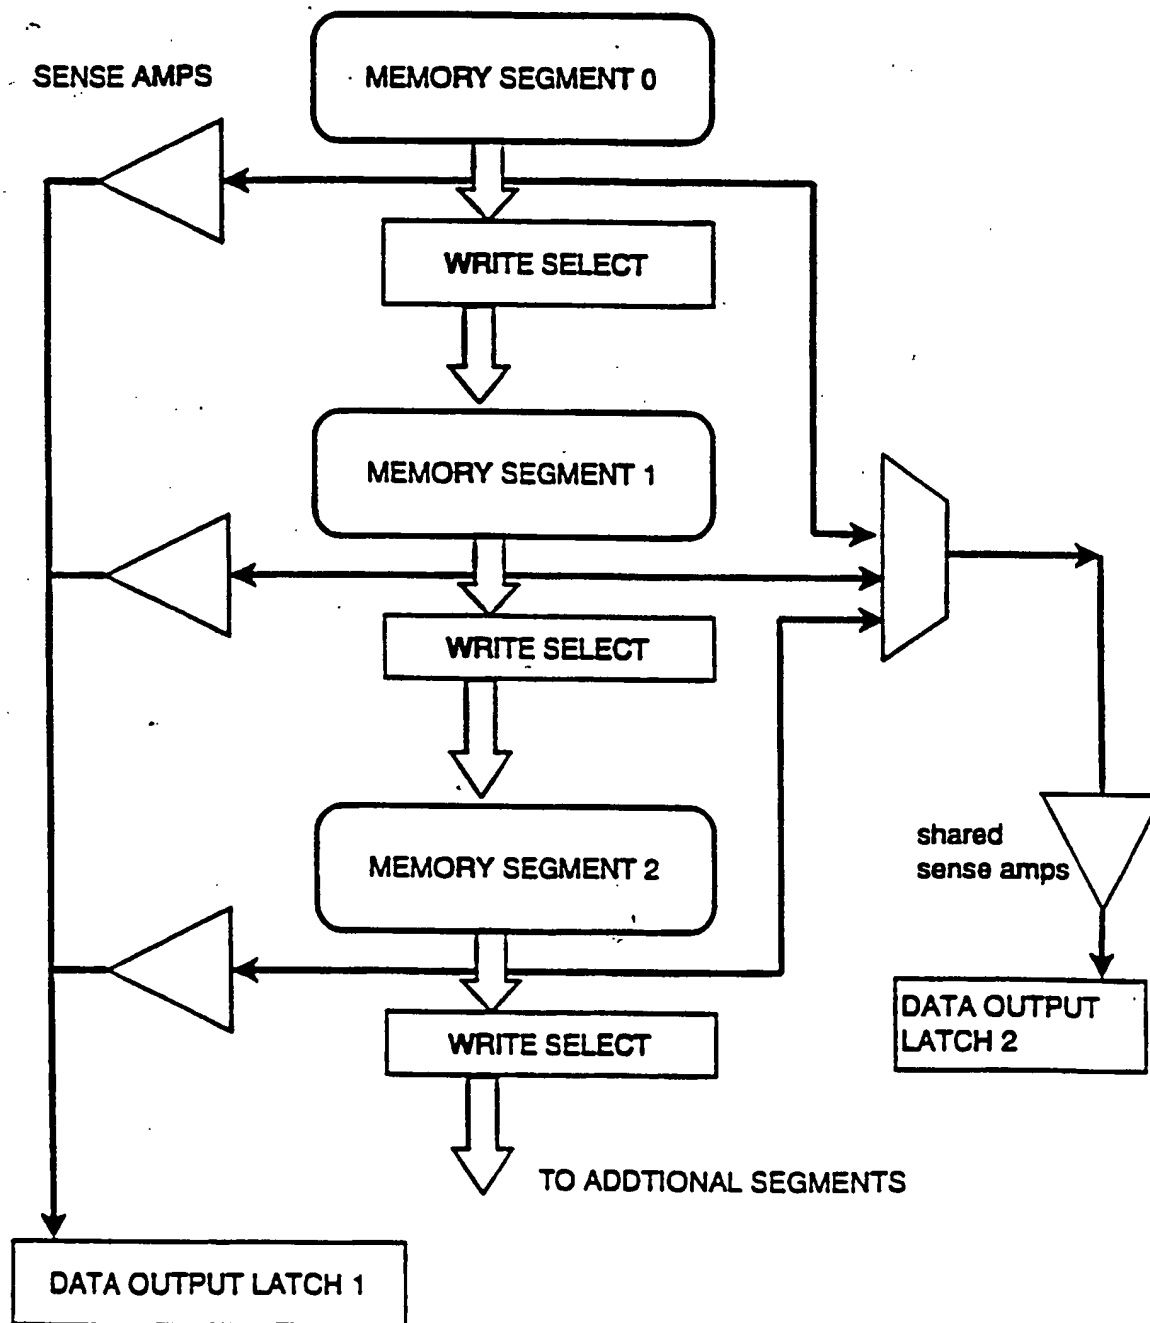 SENSE AMPS
MEMORY SEGMENT 0
WRITE SELECT
MEMORY SEGMENT 1
WRITE SELECT
MEMORY SEGMENT 2
shared
sense amps
DATA OUTPUT
LATCH 2
WRITE SELECT
TO ADDTIONAL SEGMENTS
DATA OUTPUT LATCH 1